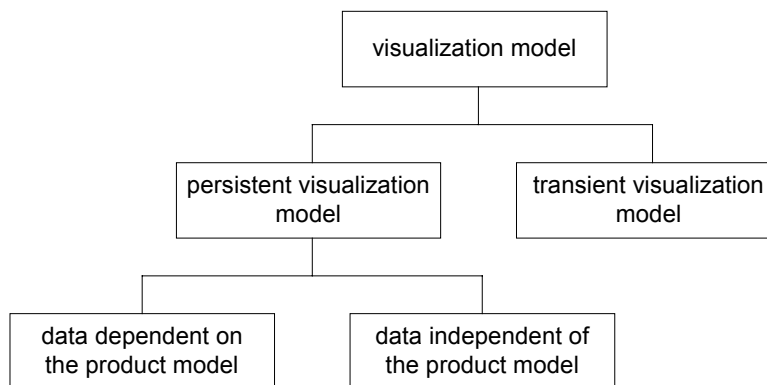 visualization model
persistent visualization
model
transient visualization
model
data dependent on
the product model
data independent of
the product model